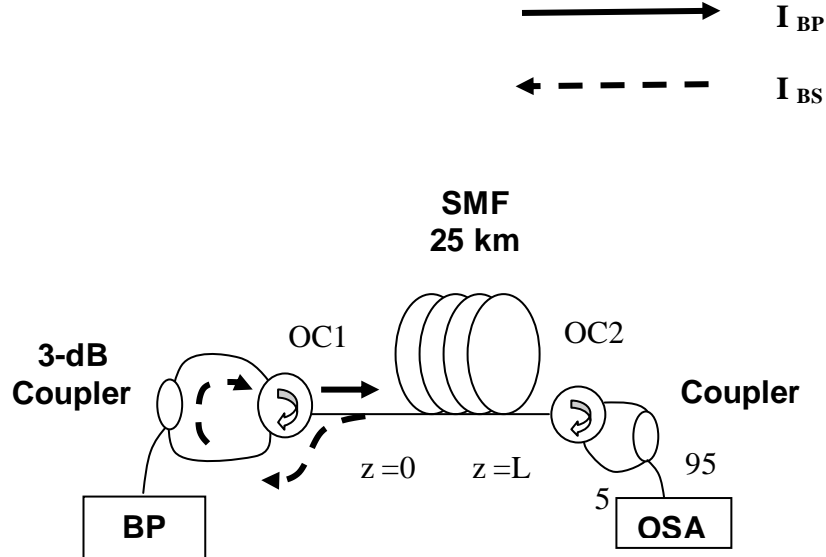 I BP
I BS
SMF
25 km
OC1
OC2
3-dB
Coupler
Coupler
z =0
z =L
95
5
BP
OSA